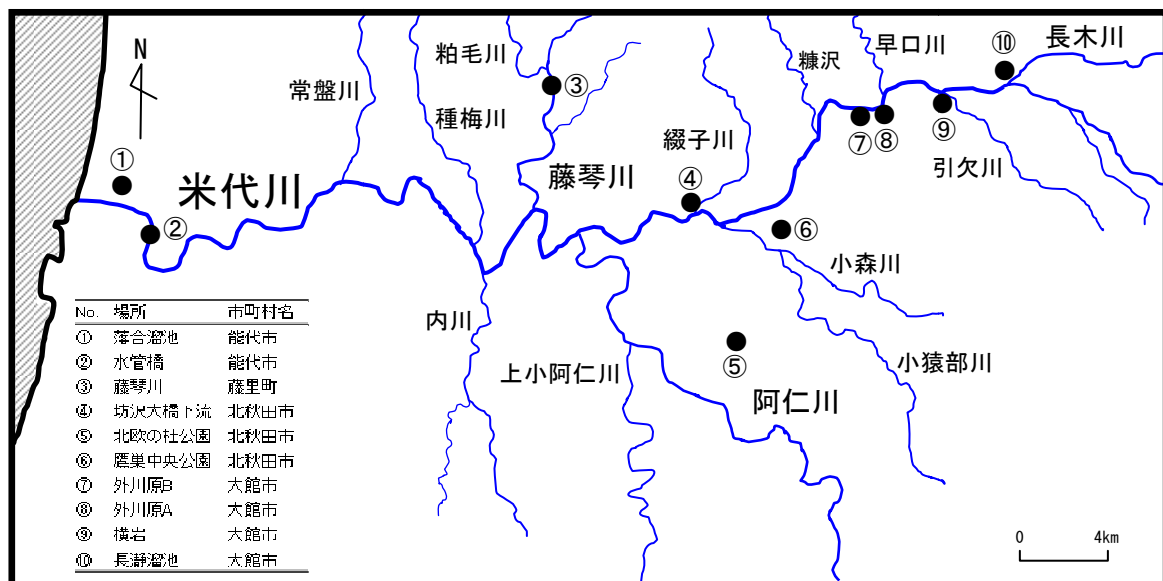 N
粕毛川
常盤川
種梅川
③
藤琴川
綴子川
糠沢
早口川
⑩
長木川
①
米代川
②
④
⑦
⑧
⑨
引欠川
⑥
小森川
内川
上小阿仁川
⑤
阿仁川
小猿部川
No. 場所 市町村名
① 落合溜池 能代市
② 水管橋 能代市
③ 藤琴川 藤里町
④ 坊沢大橋下流 北秋田市
⑤ 北欧の杜公園 北秋田市
⑥ 鷹巣中央公園 北秋田市
⑦ 外川原B 大館市
⑧ 外川原A 大館市
⑨ 横岩 大館市
⑩ 長瀞溜池 大館市
0 4km